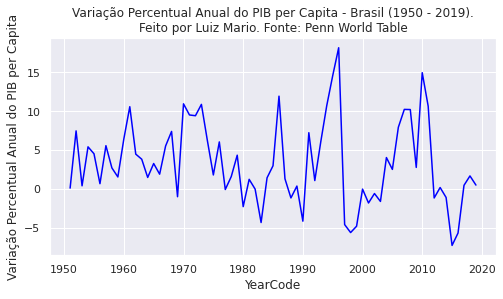 Variação Percentual Anual do PIB per Capita - Brasil (1950 - 2019).
Feito por Luiz Mario. Fonte: Penn World Table
Variação Percentual Anual do PIB per Capita
15
10
5
0
−5
1950 1960 1970 1980 1990 2000 2010 2020
YearCode